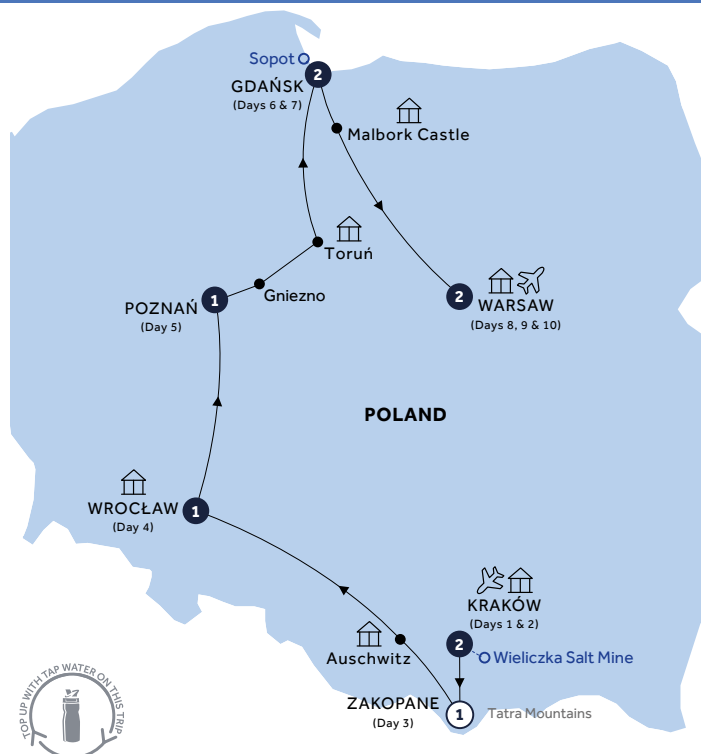 Sopot
2
GDAŃSK
(Days 6 & 7)
Malbork Castle
Toruń
Gniezno
1
POZNAŃ
(Day 5)
2
WARSAW
(Days 8, 9 & 10)
POLAND
WROCŁAW
1
(Day 4)
KRAKÓW
(Days 1 & 2)
2
Wieliczka Salt Mine
Auschwitz
ZAKOPANE
(Day 3)
1
Tatra Mountains
TOP UP WITH TAP WATER ON THIS TRIP